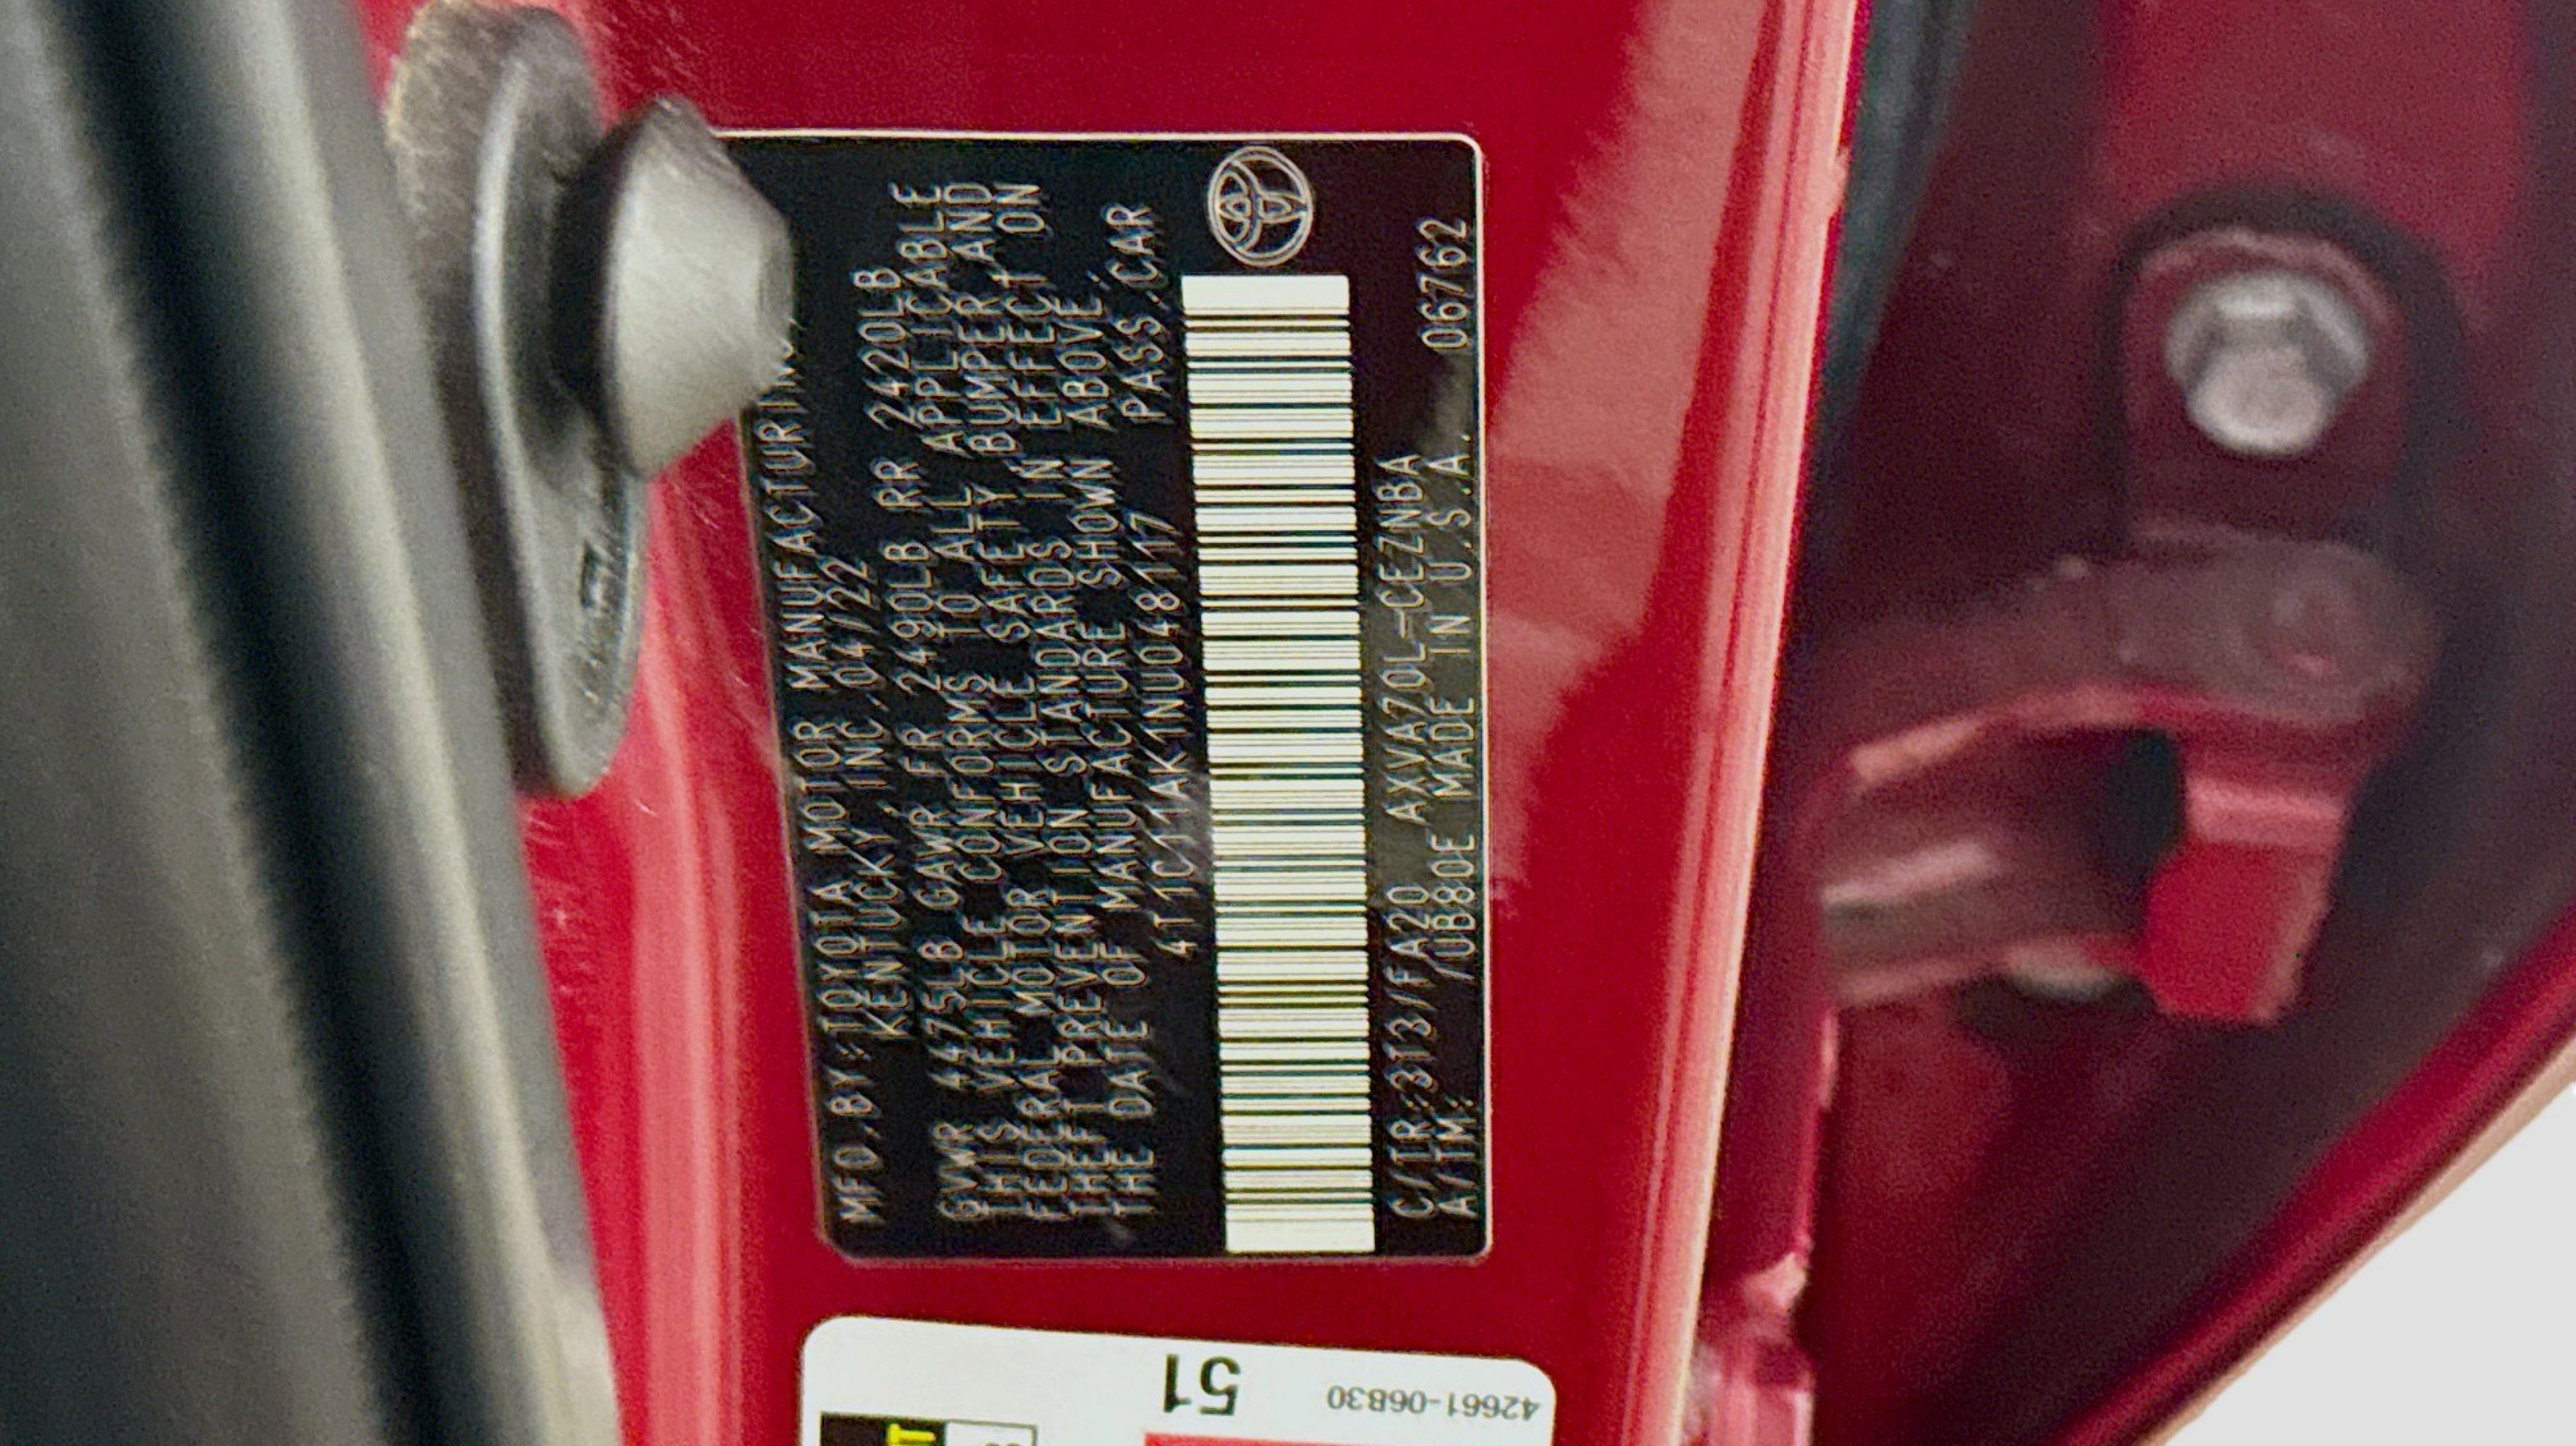 MFD.BY:TOYOTA MOTOR MANUFACTURING,
KENTUCKY, INC. 04/22
GVWR 4475LB GAWR FR 2490LB RR 2420LB
THIS VEHICLE CONFORMS TO ALL APPLICABLE
FEDERAL MOTOR VEHICLE SAFETY, BUMPER, AND
THEFT PREVENTION STANDARDS IN EFFECT ON
THE DATE OF MANUFACTURE SHOWN ABOVE.
4T1C11AK1NU048117 PASS.CAR
C/TR:3T3/FA20 AXVA70L-CEZNBA 06762
A/TM: /UB80E MADE IN U.S.A.
42661-06B30
51